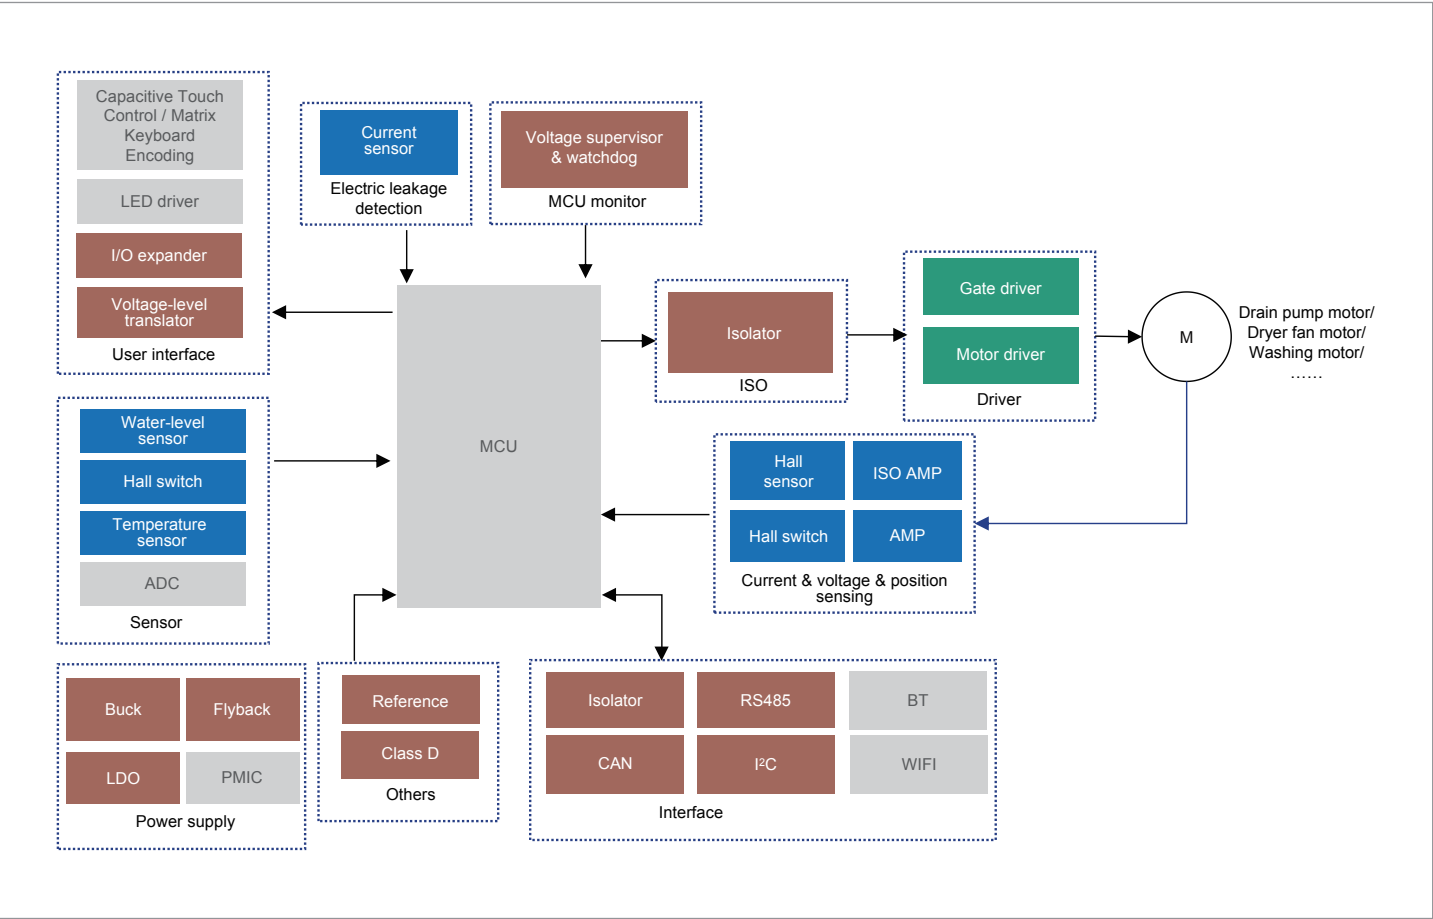 Capacitive Touch
Control / Matrix
Keyboard
Encoding
LED driver
I/O expander
Voltage-level
translator
User interface
Current
sensor
Electric leakage
detection
Voltage supervisor
& watchdog
MCU monitor
MCU
Isolator
ISO
Gate driver
Motor driver
Driver
M
Drain pump motor/
Dryer fan motor/
Washing motor/
……
Water-level
sensor
Hall switch
Temperature
sensor
ADC
Sensor
Hall
sensor
ISO AMP
Hall switch
AMP
Current & voltage & position
sensing
Buck
Flyback
LDO
PMIC
Power supply
Reference
Class D
Others
Isolator
RS485
BT
CAN
I²C
WIFI
Interface